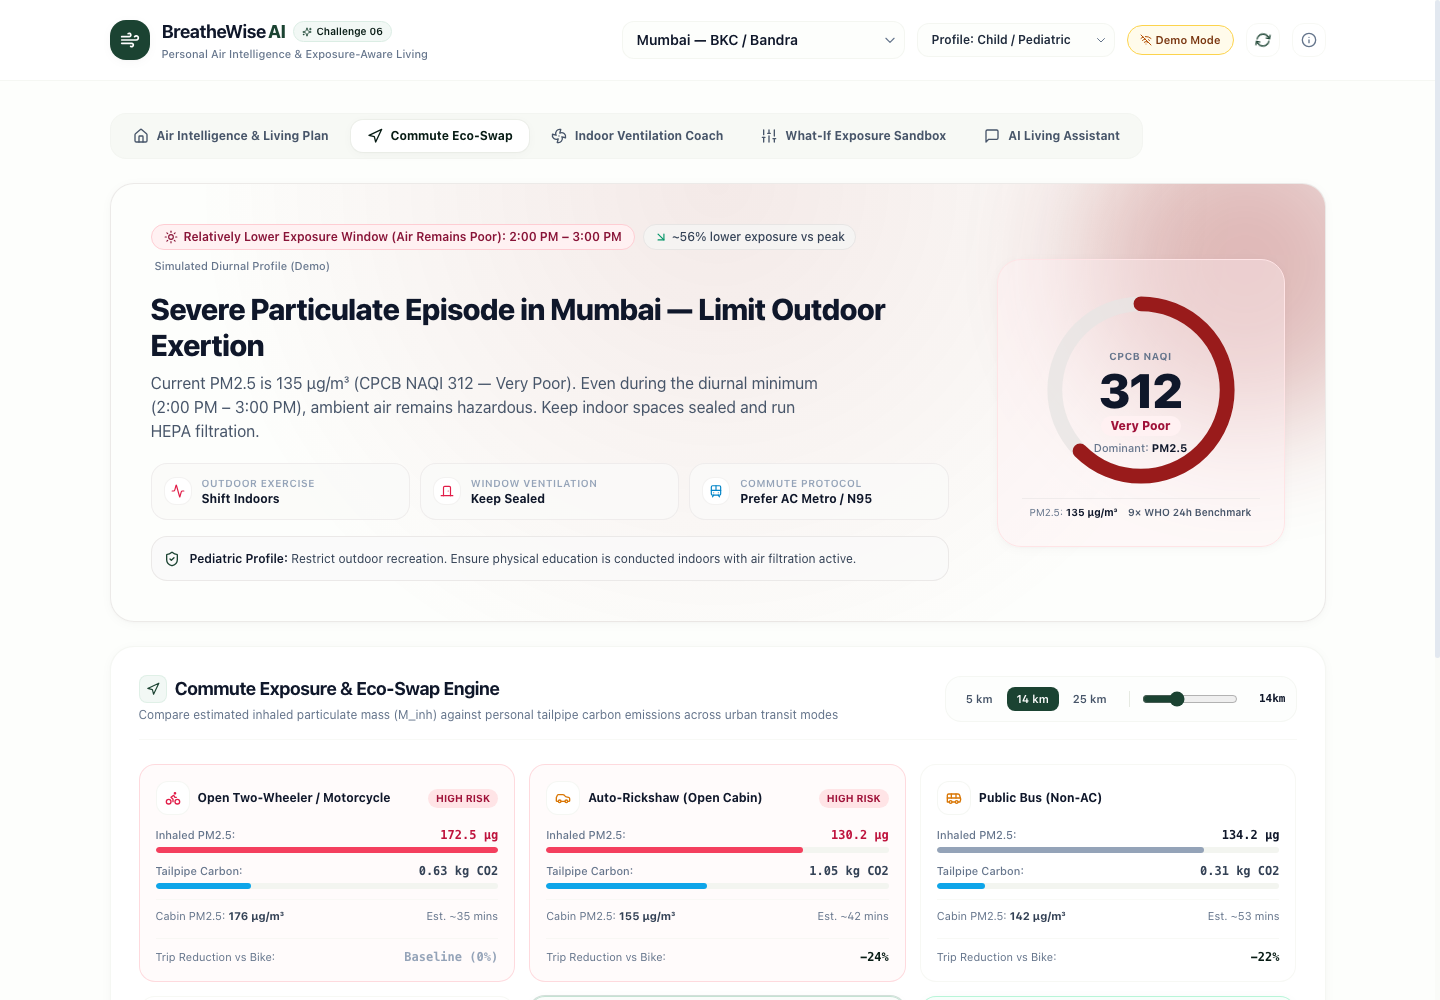 BreatheWise AI
Challenge 06
Personal Air Intelligence & Exposure-Aware Living
Mumbai — BKC / Bandra
Profile: Child / Pediatric
Demo Mode
Air Intelligence & Living Plan
Commute Eco-Swap
Indoor Ventilation Coach
What-If Exposure Sandbox
AI Living Assistant
Relatively Lower Exposure Window (Air Remains Poor): 2:00 PM – 3:00 PM
~56% lower exposure vs peak
Simulated Diurnal Profile (Demo)
Severe Particulate Episode in Mumbai — Limit Outdoor
Exertion
Current PM2.5 is 135 µg/m³ (CPCB NAQI 312 — Very Poor). Even during the diurnal minimum
(2:00 PM – 3:00 PM), ambient air remains hazardous. Keep indoor spaces sealed and run
HEPA filtration.
OUTDOOR EXERCISE
Shift Indoors
WINDOW VENTILATION
Keep Sealed
COMMUTE PROTOCOL
Prefer AC Metro / N95
Pediatric Profile: Restrict outdoor recreation. Ensure physical education is conducted indoors with air filtration active.
CPCB NAQI
312
Very Poor
Dominant: PM2.5
PM2.5: 135 µg/m³
9× WHO 24h Benchmark
Commute Exposure & Eco-Swap Engine
Compare estimated inhaled particulate mass (M_inh) against personal tailpipe carbon emissions across urban transit modes
5 km
14 km
25 km
14km
Open Two-Wheeler / Motorcycle
HIGH RISK
Inhaled PM2.5:
172.5 µg
Tailpipe Carbon:
0.63 kg CO2
Cabin PM2.5: 176 µg/m³
Est. ~35 mins
Trip Reduction vs Bike:
Baseline (0%)
Auto-Rickshaw (Open Cabin)
HIGH RISK
Inhaled PM2.5:
130.2 µg
Tailpipe Carbon:
1.05 kg CO2
Cabin PM2.5: 155 µg/m³
Est. ~42 mins
Trip Reduction vs Bike:
−24%
Public Bus (Non-AC)
Inhaled PM2.5:
134.2 µg
Tailpipe Carbon:
0.31 kg CO2
Cabin PM2.5: 142 µg/m³
Est. ~53 mins
Trip Reduction vs Bike:
−22%